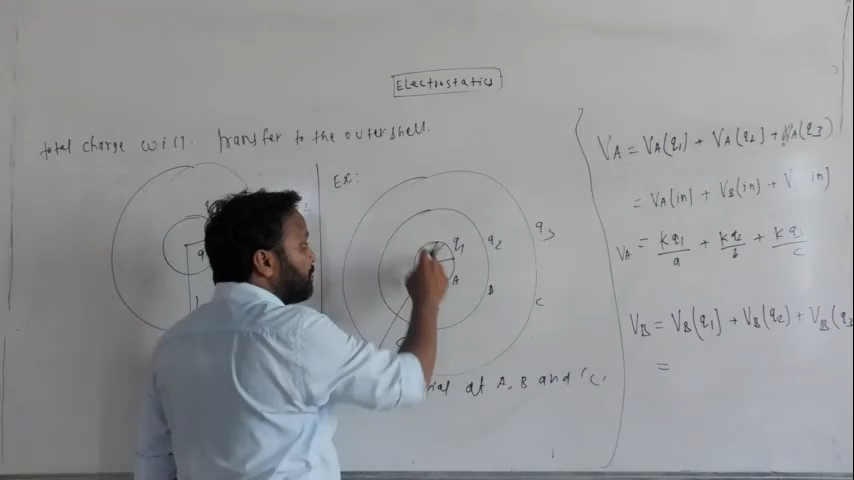 Electrostatics
total charge will transfer to the outer shell.
Ex:
q1 q2 q3
A B C
at A, B and C.
VA = VA(q1) + VA(q2) + VA(q3)
= VA(in) + VB(in) + V in)
VA = kq1/a + kq2/b + kq3/c
VB = VB(q1) + VB(q2) + VB(q3
=